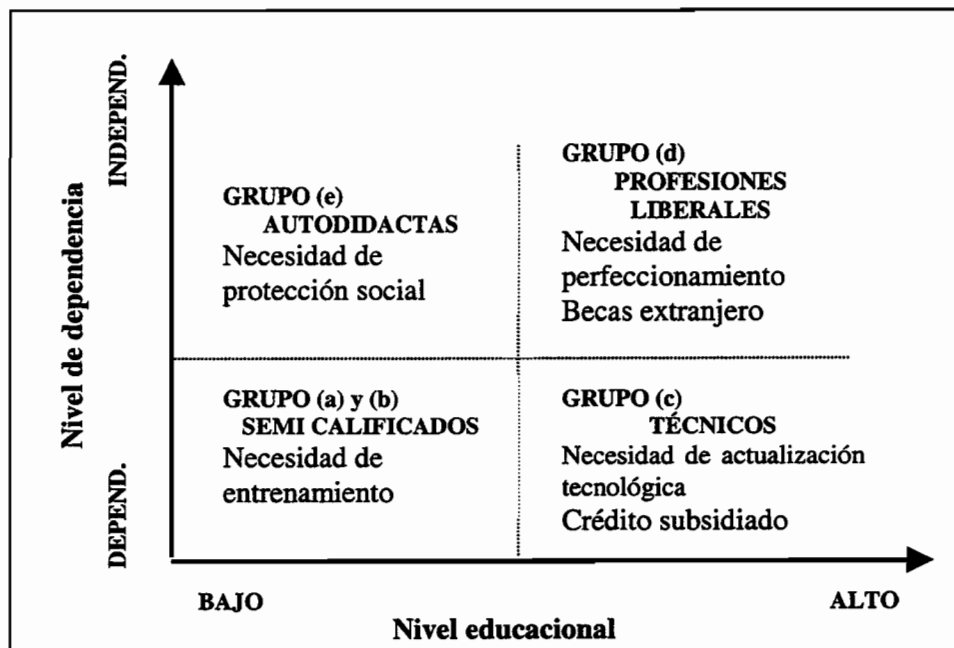 INDEPEND.
DEPEND.
Nivel de dependencia
GRUPO (e)
AUTODIDACTAS
Necesidad de
protección social
GRUPO (d)
PROFESIONES
LIBERALES
Necesidad de
perfeccionamiento
Becas extranjero
GRUPO (a) y (b)
SEMI CALIFICADOS
Necesidad de
entrenamiento
GRUPO (c)
TÉCNICOS
Necesidad de actualización
tecnológica
Crédito subsidiado
BAJO
ALTO
Nivel educacional